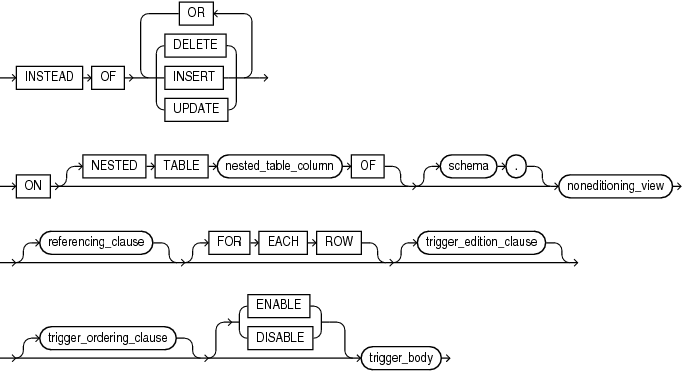 OR
DELETE
INSTEAD OF INSERT
UPDATE
ON NESTED TABLE nested_table_column OF schema . noneditioning_view
referencing_clause FOR EACH ROW trigger_edition_clause
ENABLE
trigger_ordering_clause DISABLE
trigger_body